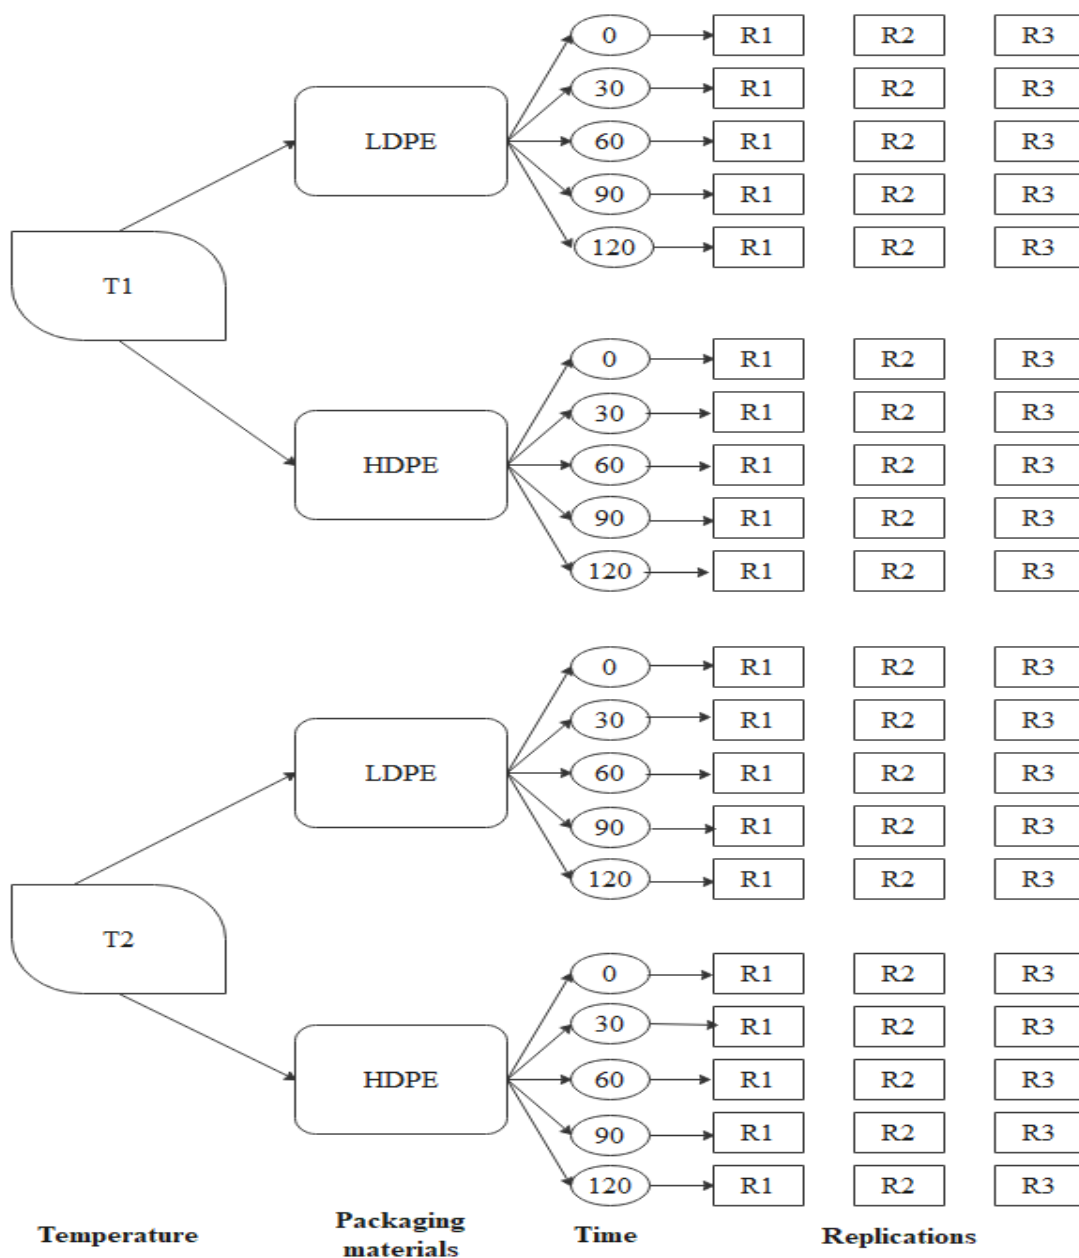 0 R1 R2 R3
30 R1 R2 R3
LDPE 60 R1 R2 R3
90 R1 R2 R3
120 R1 R2 R3
T1
0 R1 R2 R3
30 R1 R2 R3
HDPE 60 R1 R2 R3
90 R1 R2 R3
120 R1 R2 R3
0 R1 R2 R3
30 R1 R2 R3
LDPE 60 R1 R2 R3
90 R1 R2 R3
120 R1 R2 R3
T2
0 R1 R2 R3
30 R1 R2 R3
HDPE 60 R1 R2 R3
90 R1 R2 R3
120 R1 R2 R3
Temperature
Packaging
materials
Time
Replications